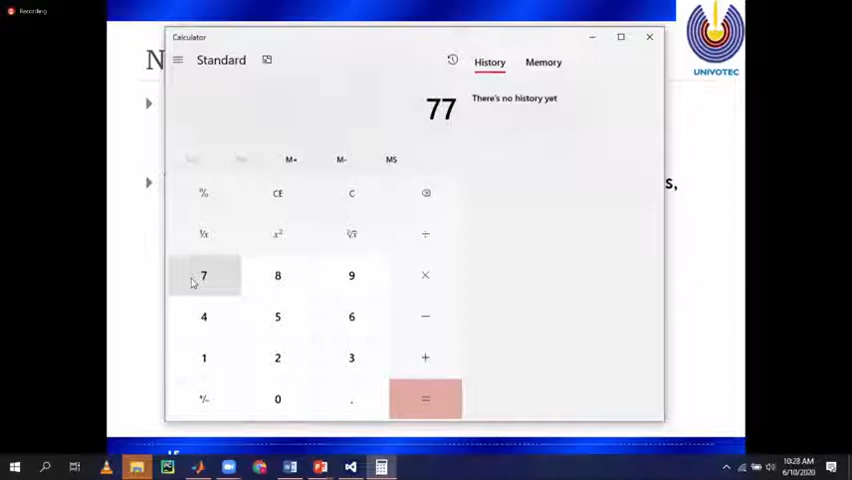 Recording
Calculator
UNIVOTEC
N
Standard
History
Memory
77
There's no history yet
M+
M-
MS
%
CE
C
⅟x
x²
²√x
÷
7
8
9
×
s,
4
5
6
−
1
2
3
+
+/-
0
.
=
10:28 AM
6/10/2020